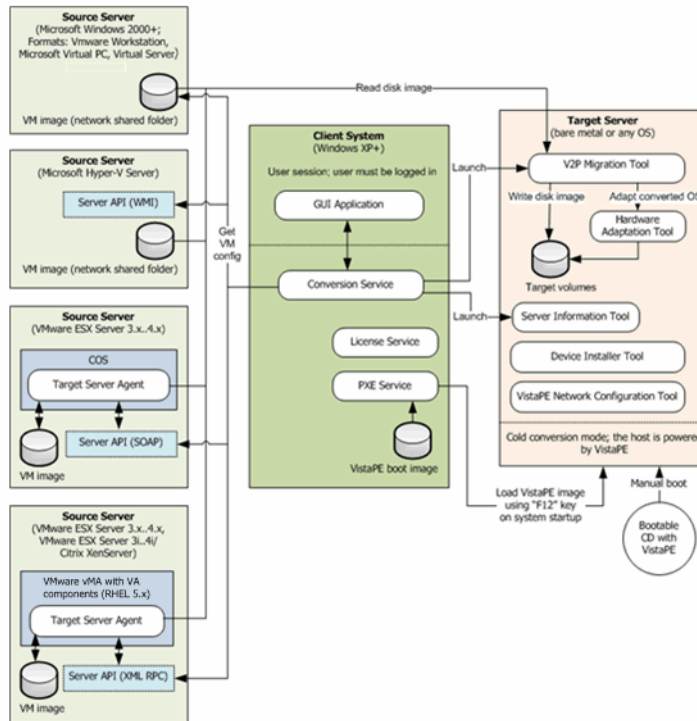 Source Server
(Microsoft Windows 2000+;
Formats: Vmware Workstation,
Microsoft Virtual PC, Virtual Server)
VM image (network shared folder)
Source Server
(Microsoft Hyper-V Server)
Server API (WMI)
VM image (network shared folder)
Source Server
(VMware ESX Server 3.x..4.x)
COS
Target Server Agent
Server API (SOAP)
VM image
Source Server
(VMware ESX Server 3.x..4.x,
VMware ESX Server 3i..4i/
Citrix XenServer)
VMware vMA with VA
components (RHEL 5.x)
Target Server Agent
Server API (XML RPC)
VM image
Read disk image
Get
VM
config
Client System
(Windows XP+)
User session; user must be logged in
GUI Application
Conversion Service
License Service
PXE Service
VistaPE boot image
Launch
Launch
Target Server
(bare metal or any OS)
V2P Migration Tool
Write disk image
Adapt converted OS
Hardware
Adaptation Tool
Target volumes
Server Information Tool
Device Installer Tool
VistaPE Network Configuration Tool
Cold conversion mode; the host is powered
by VistaPE
Load VistaPE image
using "F12" key
on system startup
Manual boot
Bootable
CD with
VistaPE